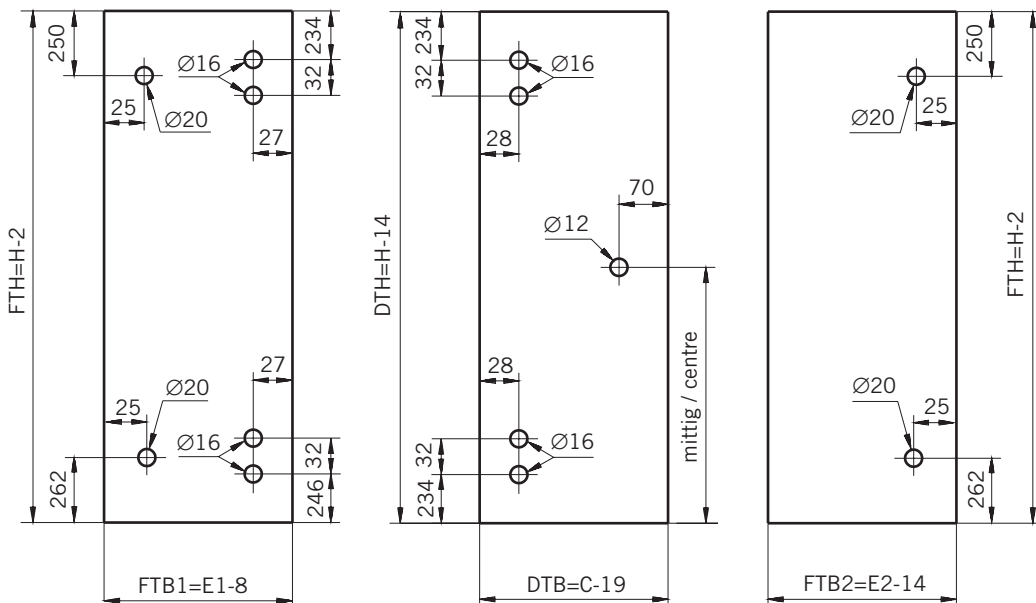 250
25
Ø20
Ø16
234
32
27
FTH=H-2
27
25
Ø20
Ø16
32
246
262
FTB1=E1-8
234
32
Ø16
28
70
Ø12
DTH=H-14
mittig / centre
28
Ø16
32
234
DTB=C-19
250
25
Ø20
FTH=H-2
Ø20
25
262
FTB2=E2-14